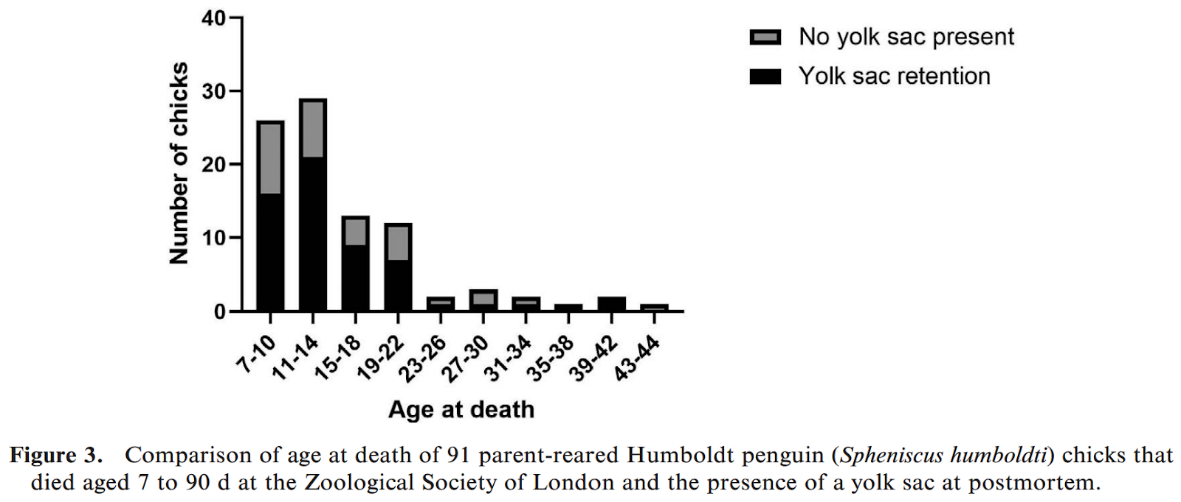 40
30
20
10
0
Number of chicks
No yolk sac present
Yolk sac retention
7-10
11-14
15-18
19-22
23-26
27-30
31-34
35-38
39-42
43-44
Age at death
Figure 3. Comparison of age at death of 91 parent-reared Humboldt penguin (Spheniscus humboldti) chicks that
died aged 7 to 90 d at the Zoological Society of London and the presence of a yolk sac at postmortem.